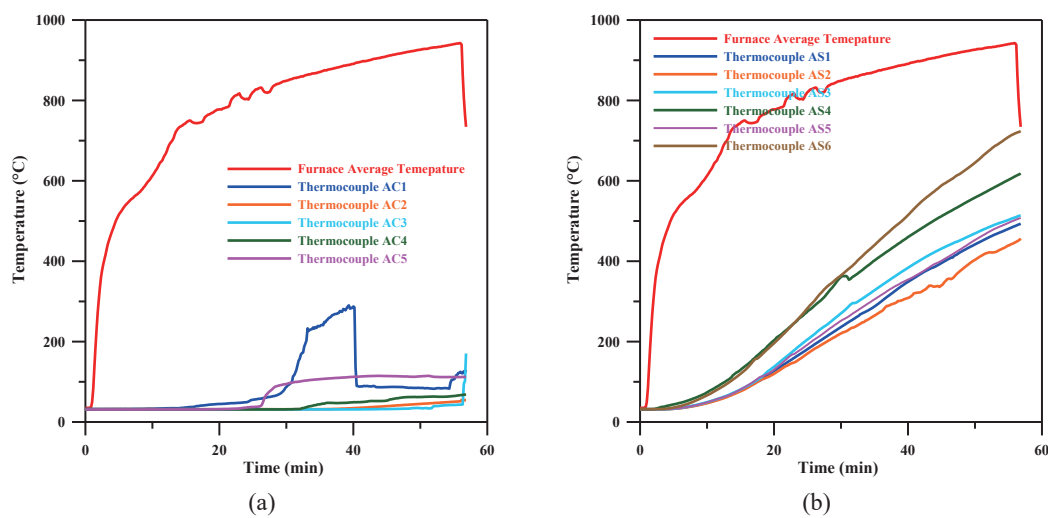 1000
800
600
400
200
0
Temperature (°C)
Furnace Average Temepature
Thermocouple AC1
Thermocouple AC2
Thermocouple AC3
Thermocouple AC4
Thermocouple AC5
0 20 40 60
Time (min)
(a)
1000
800
600
400
200
0
Temperature (°C)
Furnace Average Temepature
Thermocouple AS1
Thermocouple AS2
Thermocouple AS3
Thermocouple AS4
Thermocouple AS5
Thermocouple AS6
0 20 40 60
Time (min)
(b)